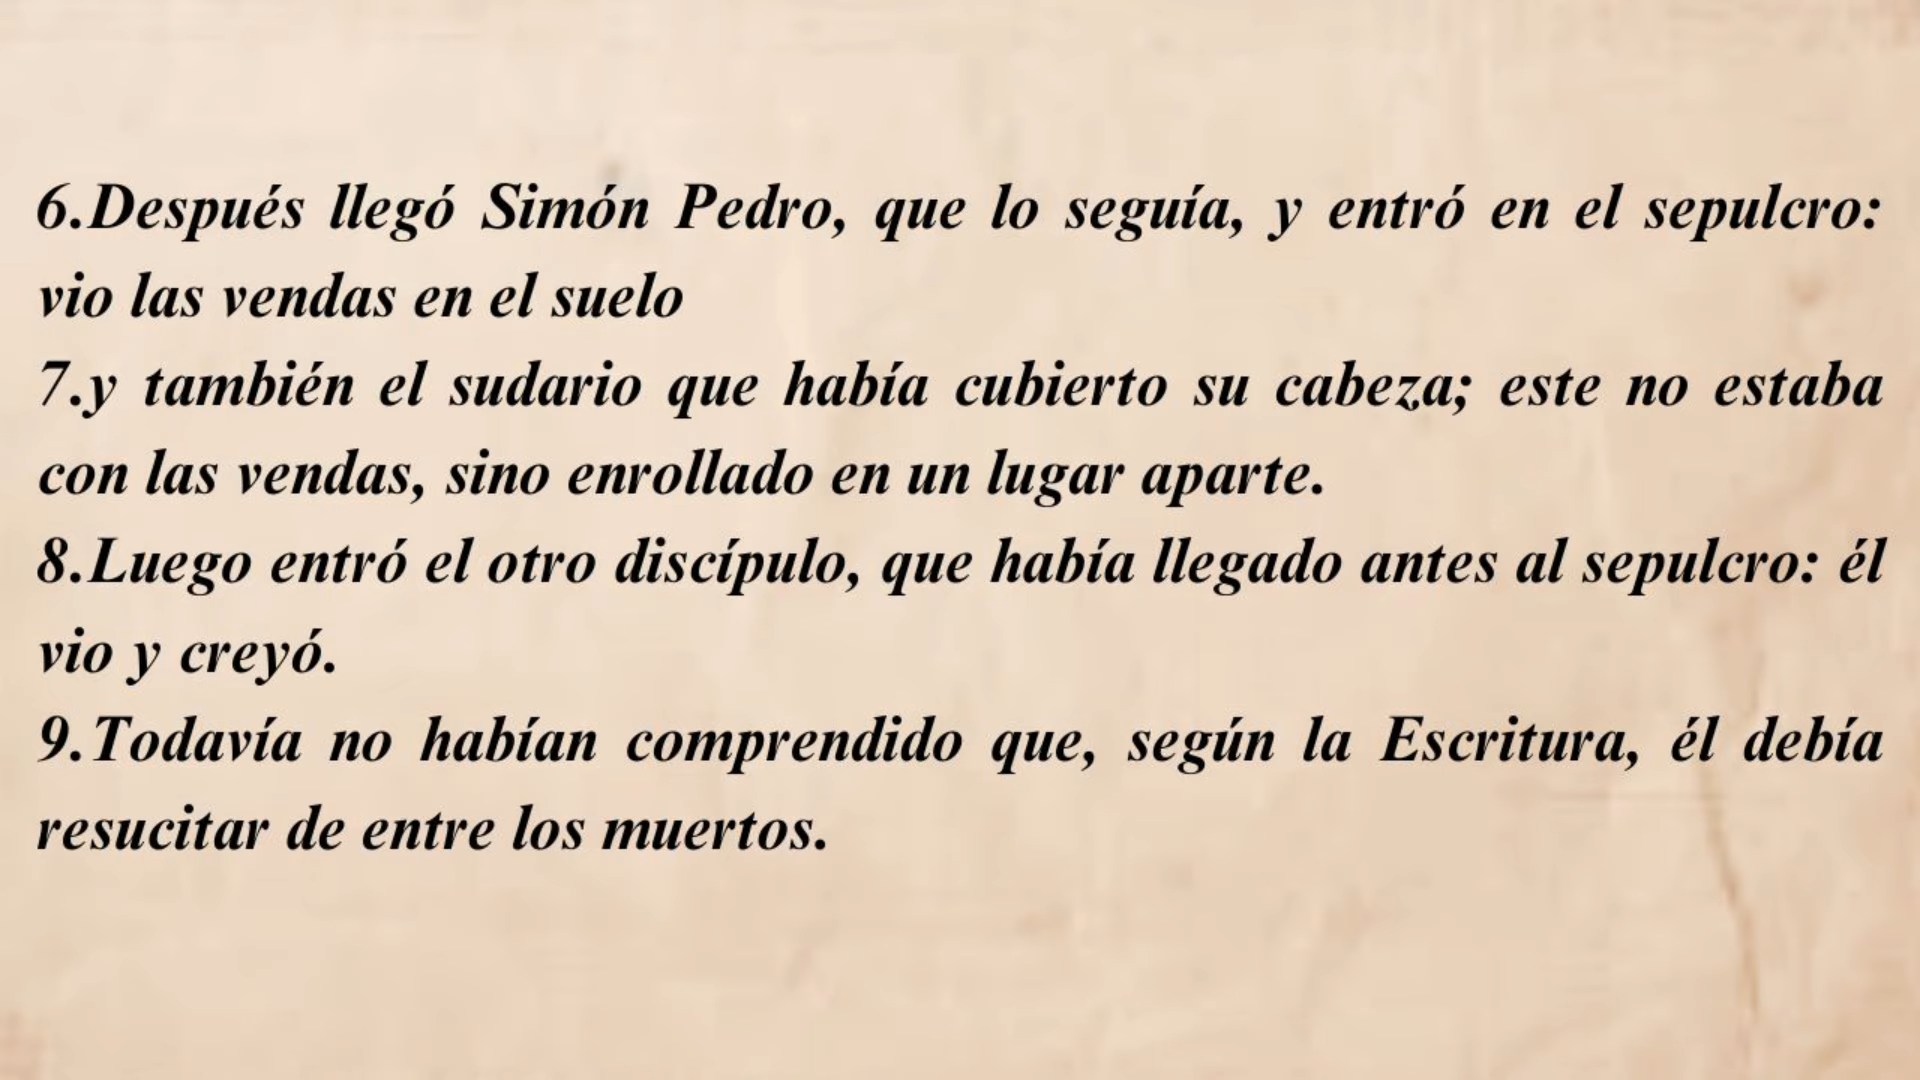 6.Después llegó Simón Pedro, que lo seguía, y entró en el sepulcro:
vio las vendas en el suelo
7.y también el sudario que había cubierto su cabeza; este no estaba
con las vendas, sino enrollado en un lugar aparte.
8.Luego entró el otro discípulo, que había llegado antes al sepulcro: él
vio y creyó.
9.Todavía no habían comprendido que, según la Escritura, él debía
resucitar de entre los muertos.